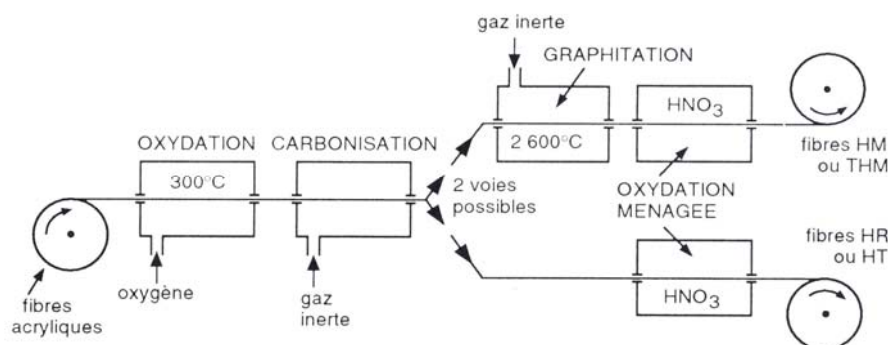 gaz inerte
GRAPHITATION
HNO3
OXYDATION
CARBONISATION
2 600°C
fibres HM
ou THM
300°C
2 voies
possibles
OXYDATION
MENAGEE
fibres HR
ou HT
oxygène
gaz
inerte
HNO3
fibres
acryliques